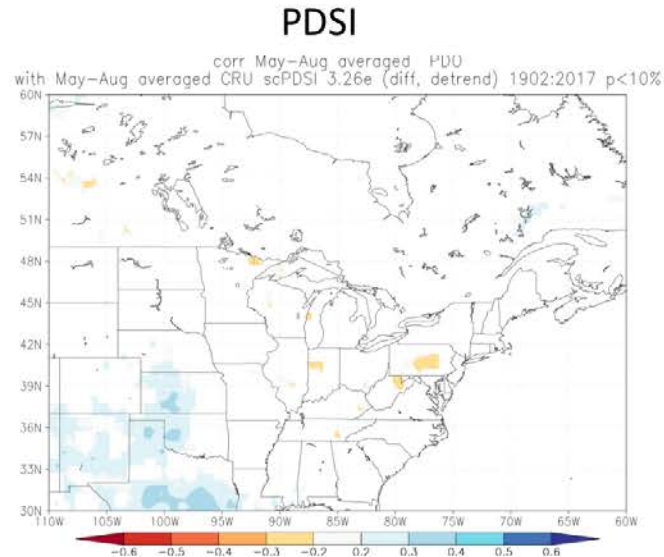 PDSI
corr May-Aug averaged PDO
with May-Aug averaged CRU scPDSI 3.26e (diff, detrend) 1902:2017 p<10%
60N
57N
54N
51N
48N
45N
42N
39N
36N
33N
30N
110W 105W 100W 95W 90W 85W 80W 75W 70W 65W 60W
-0.6 -0.5 -0.4 -0.3 -0.2 0.2 0.3 0.4 0.5 0.6